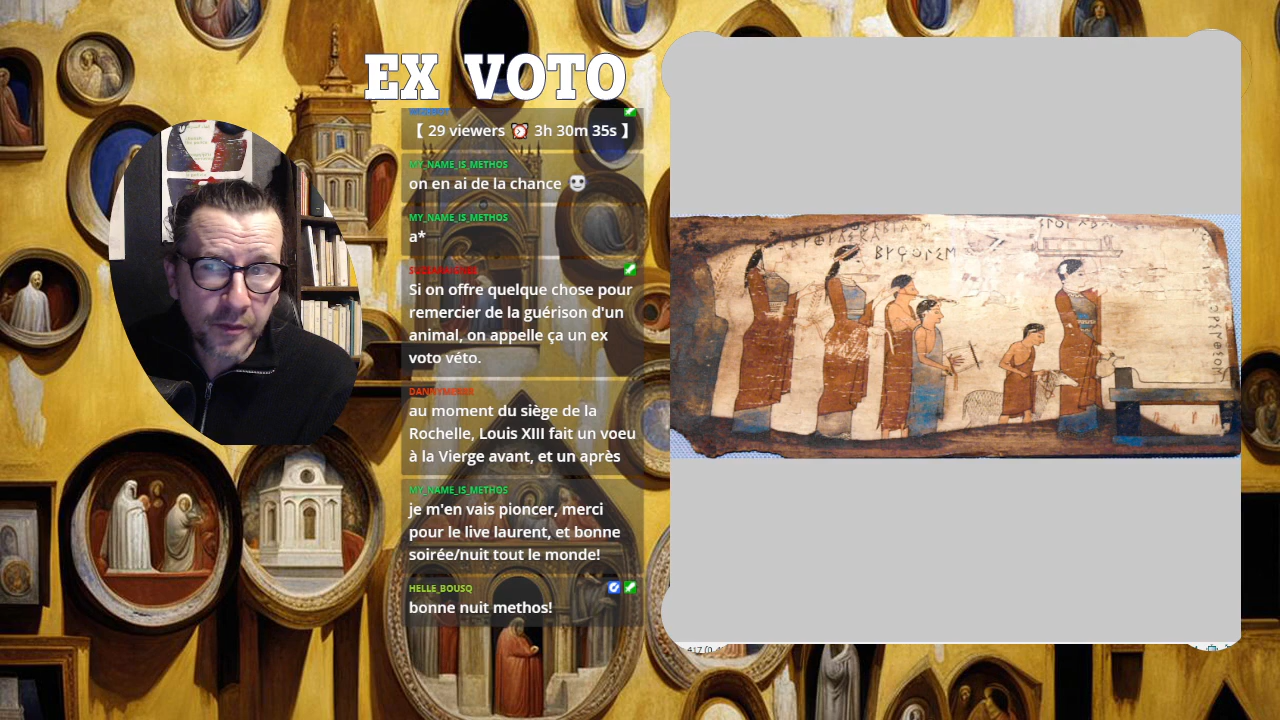 EX VOTO
【 29 viewers ⏰ 3h 30m 35s 】
MY_NAME_IS_METHOS
on en ai de la chance
MY_NAME_IS_METHOS
a*
Si on offre quelque chose pour
remercier de la guérison d'un
animal, on appelle ça un ex
voto véto.
au moment du siège de la
Rochelle, Louis XIII fait un voeu
à la Vierge avant, et un après
MY_NAME_IS_METHOS
je m'en vais pioncer, merci
pour le live laurent, et bonne
soirée/nuit tout le monde!
HELLE_BOUSQ
bonne nuit methos!